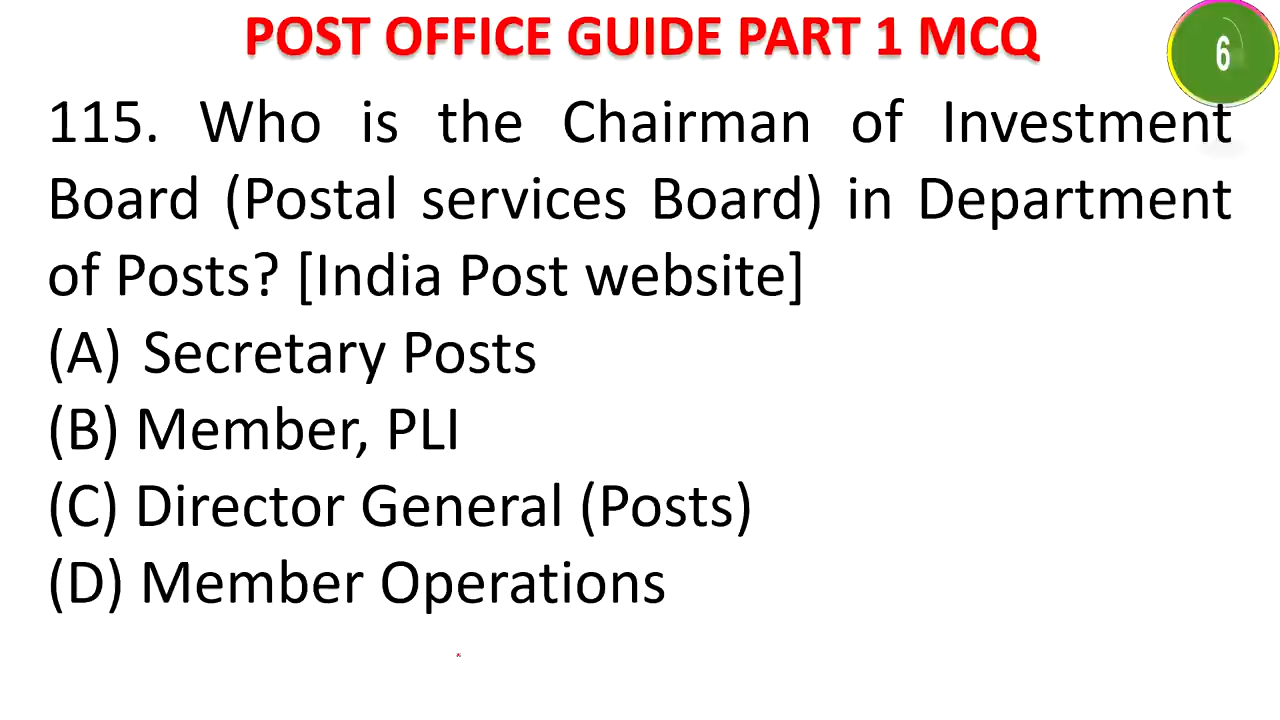 POST OFFICE GUIDE PART 1 MCQ
6
115. Who is the Chairman of Investment
Board (Postal services Board) in Department
of Posts? [India Post website]
(A) Secretary Posts
(B) Member, PLI
(C) Director General (Posts)
(D) Member Operations